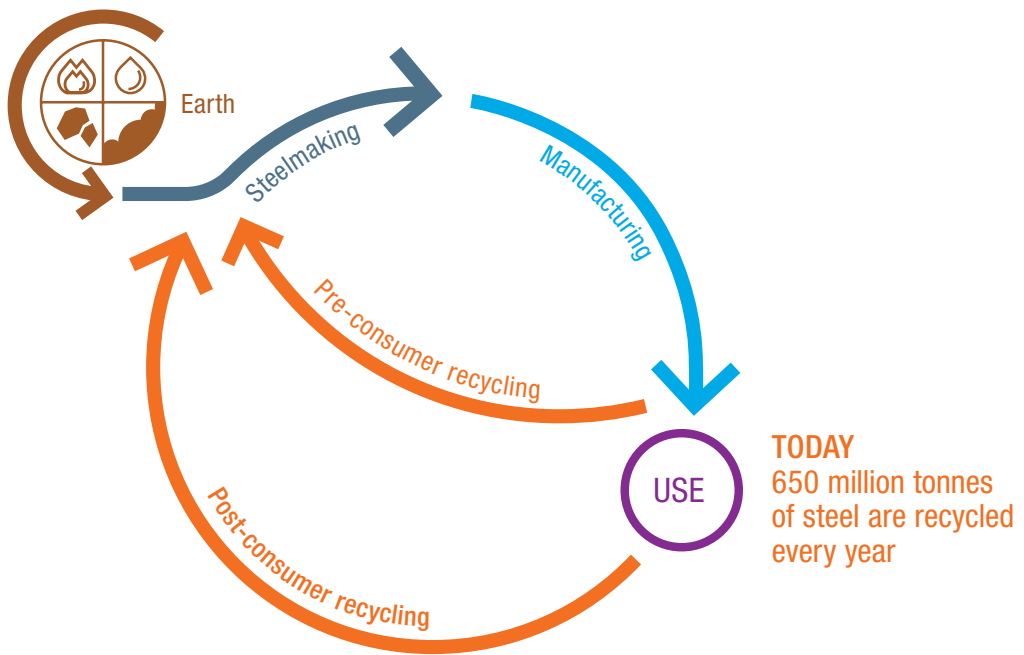 Earth
Steelmaking
Manufacturing
Pre-consumer recycling
USE
TODAY
650 million tonnes
of steel are recycled
every year
Post-consumer recycling